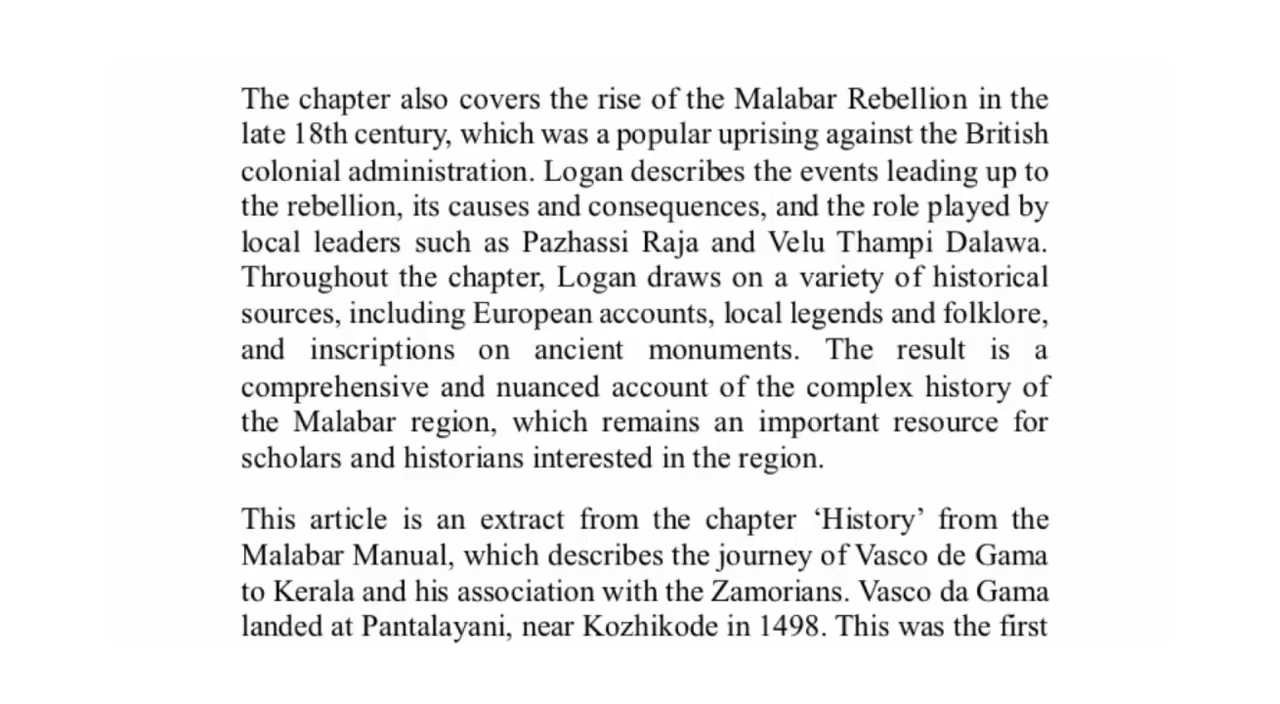 The chapter also covers the rise of the Malabar Rebellion in the
late 18th century, which was a popular uprising against the British
colonial administration. Logan describes the events leading up to
the rebellion, its causes and consequences, and the role played by
local leaders such as Pazhassi Raja and Velu Thampi Dalawa.
Throughout the chapter, Logan draws on a variety of historical
sources, including European accounts, local legends and folklore,
and inscriptions on ancient monuments. The result is a
comprehensive and nuanced account of the complex history of
the Malabar region, which remains an important resource for
scholars and historians interested in the region.
This article is an extract from the chapter ‘History’ from the
Malabar Manual, which describes the journey of Vasco de Gama
to Kerala and his association with the Zamorians. Vasco da Gama
landed at Pantalayani, near Kozhikode in 1498. This was the first